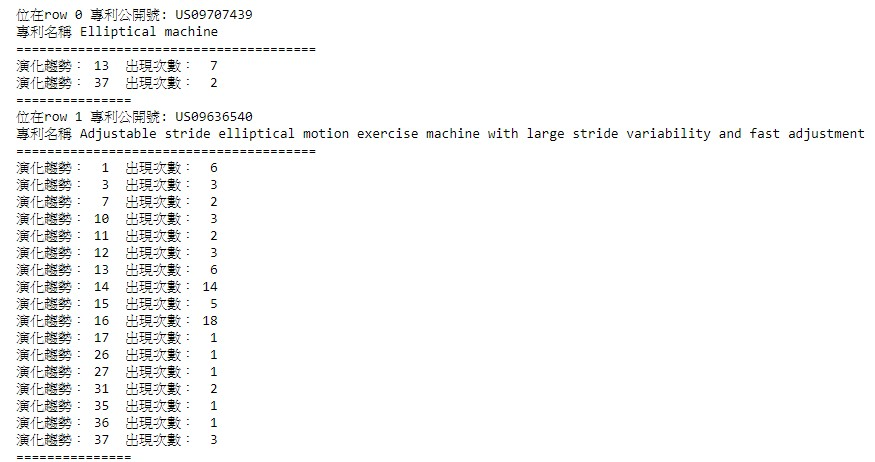 位在row 0 專利公開號: US09707439
專利名稱 Elliptical machine
=======================================
演化趨勢： 13 出現次數： 7
演化趨勢： 37 出現次數： 2
===============
位在row 1 專利公開號: US09636540
專利名稱 Adjustable stride elliptical motion exercise machine with large stride variability and fast adjustment
=======================================
演化趨勢： 1 出現次數： 6
演化趨勢： 3 出現次數： 3
演化趨勢： 7 出現次數： 2
演化趨勢： 10 出現次數： 3
演化趨勢： 11 出現次數： 2
演化趨勢： 12 出現次數： 3
演化趨勢： 13 出現次數： 6
演化趨勢： 14 出現次數： 14
演化趨勢： 15 出現次數： 5
演化趨勢： 16 出現次數： 18
演化趨勢： 17 出現次數： 1
演化趨勢： 26 出現次數： 1
演化趨勢： 27 出現次數： 1
演化趨勢： 31 出現次數： 2
演化趨勢： 35 出現次數： 1
演化趨勢： 36 出現次數： 1
演化趨勢： 37 出現次數： 3
===============